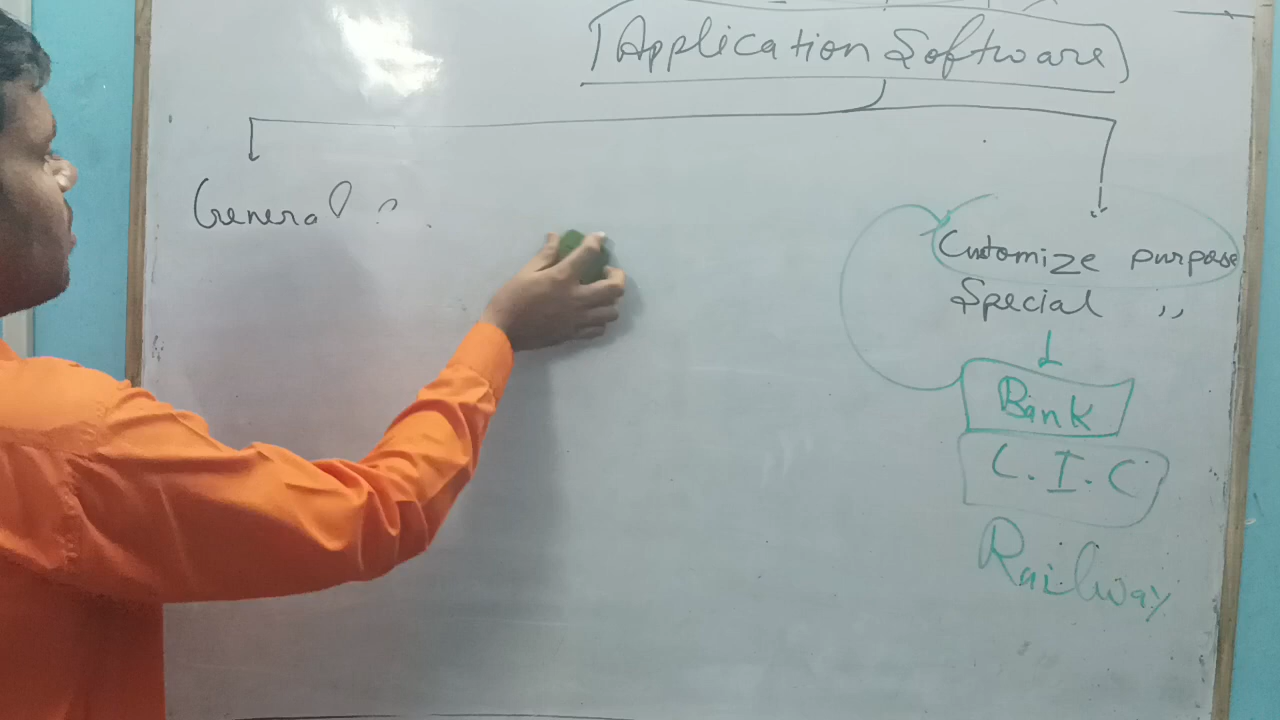 Application Software
General
Customize purpose
Special ,,
Bank
L.I.C
Railway